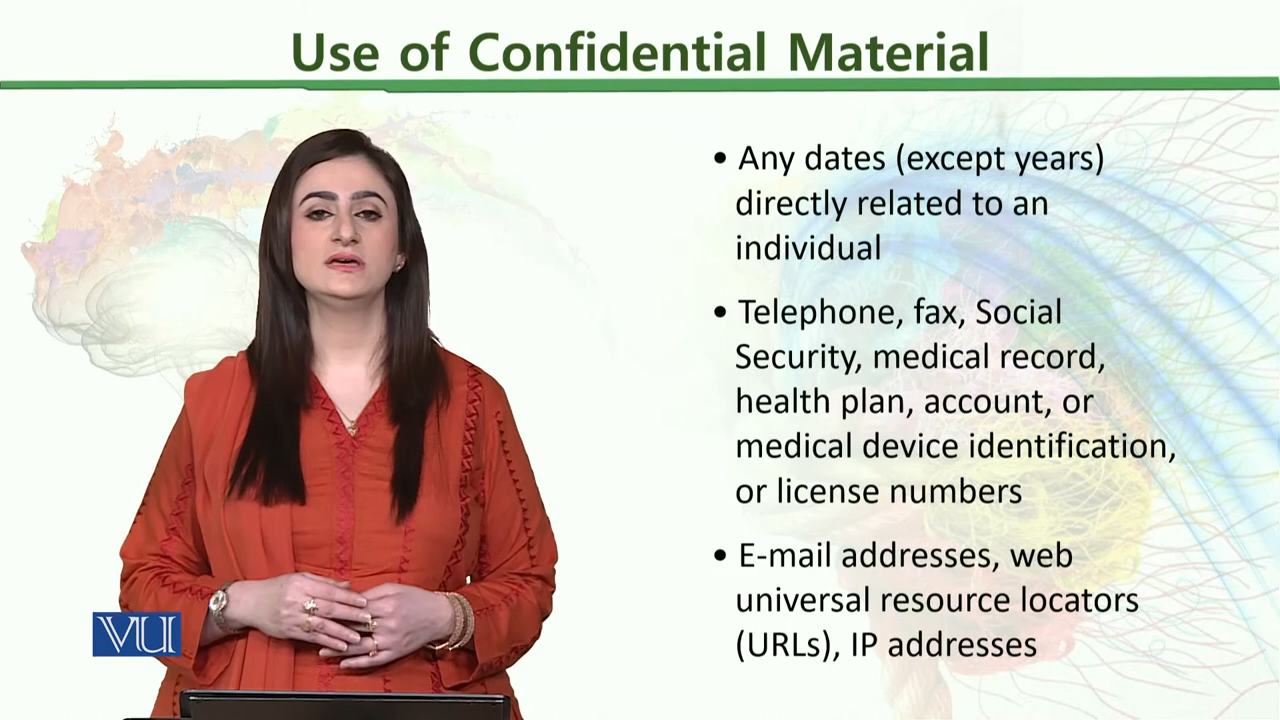 Use of Confidential Material
• Any dates (except years)
directly related to an
individual
• Telephone, fax, Social
Security, medical record,
health plan, account, or
medical device identification,
or license numbers
• E-mail addresses, web
universal resource locators
(URLs), IP addresses
VU